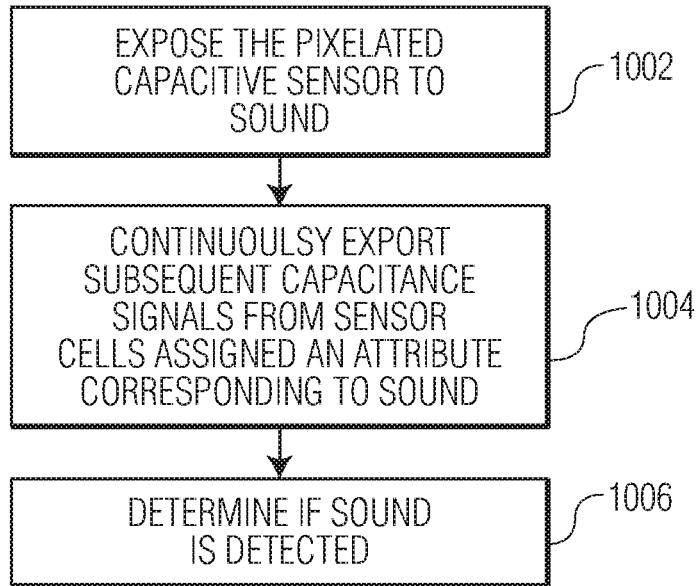 EXPOSE THE PIXELATED
CAPACITIVE SENSOR TO
SOUND
1002
CONTINUOULSY EXPORT
SUBSEQUENT CAPACITANCE
SIGNALS FROM SENSOR
CELLS ASSIGNED AN ATTRIBUTE
CORRESPONDING TO SOUND
1004
DETERMINE IF SOUND
IS DETECTED
1006